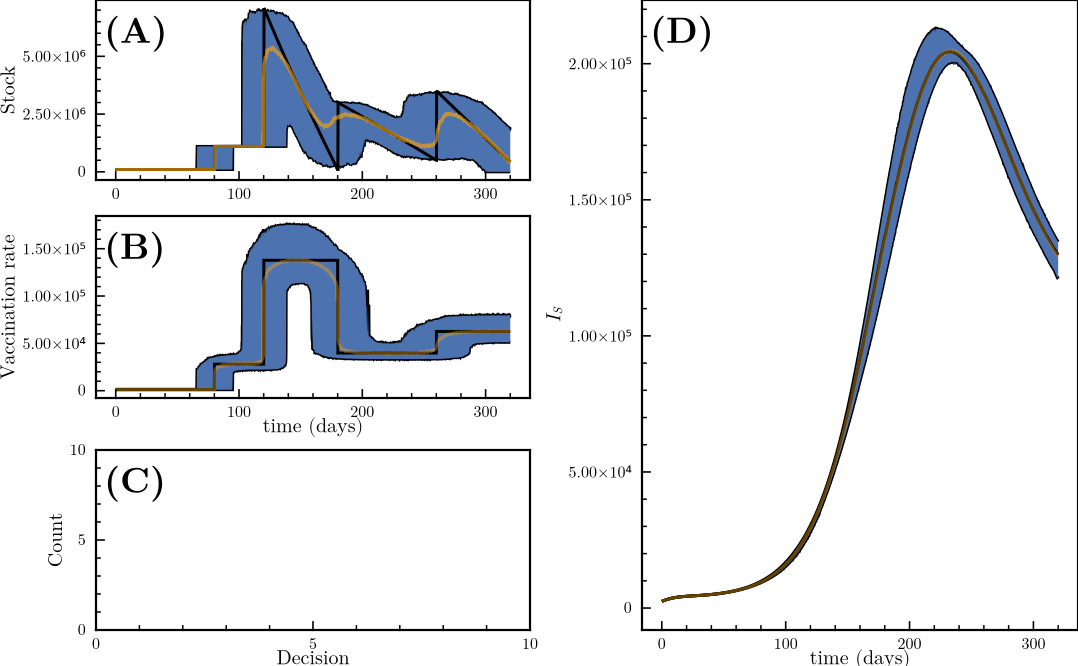 (A)
Stock
5.00×10⁶
2.50×10⁶
0
0
100
200
300
(B)
Vaccination rate
1.50×10⁵
1.00×10⁵
5.00×10⁴
0
0
100
200
300
time (days)
(C)
Count
10
5
0
0
5
10
Decision
(D)
I_S
2.00×10⁵
1.50×10⁵
1.00×10⁵
5.00×10⁴
0
0
100
200
300
time (days)